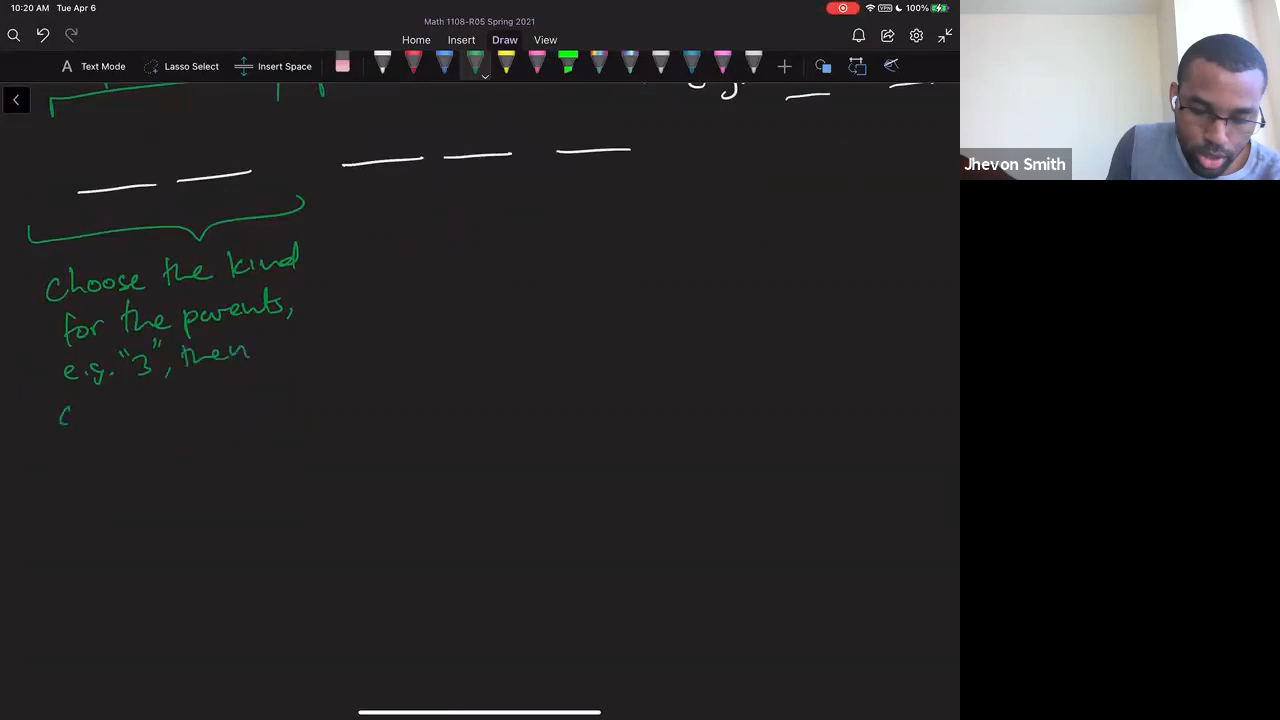 10:20 AM Tue Apr 6
VPN 100%
Math 1108-R05 Spring 2021
Home Insert Draw View
Text Mode Lasso Select Insert Space
Jhevon Smith
choose the kind
for the parents,
e.g. "3", then
c